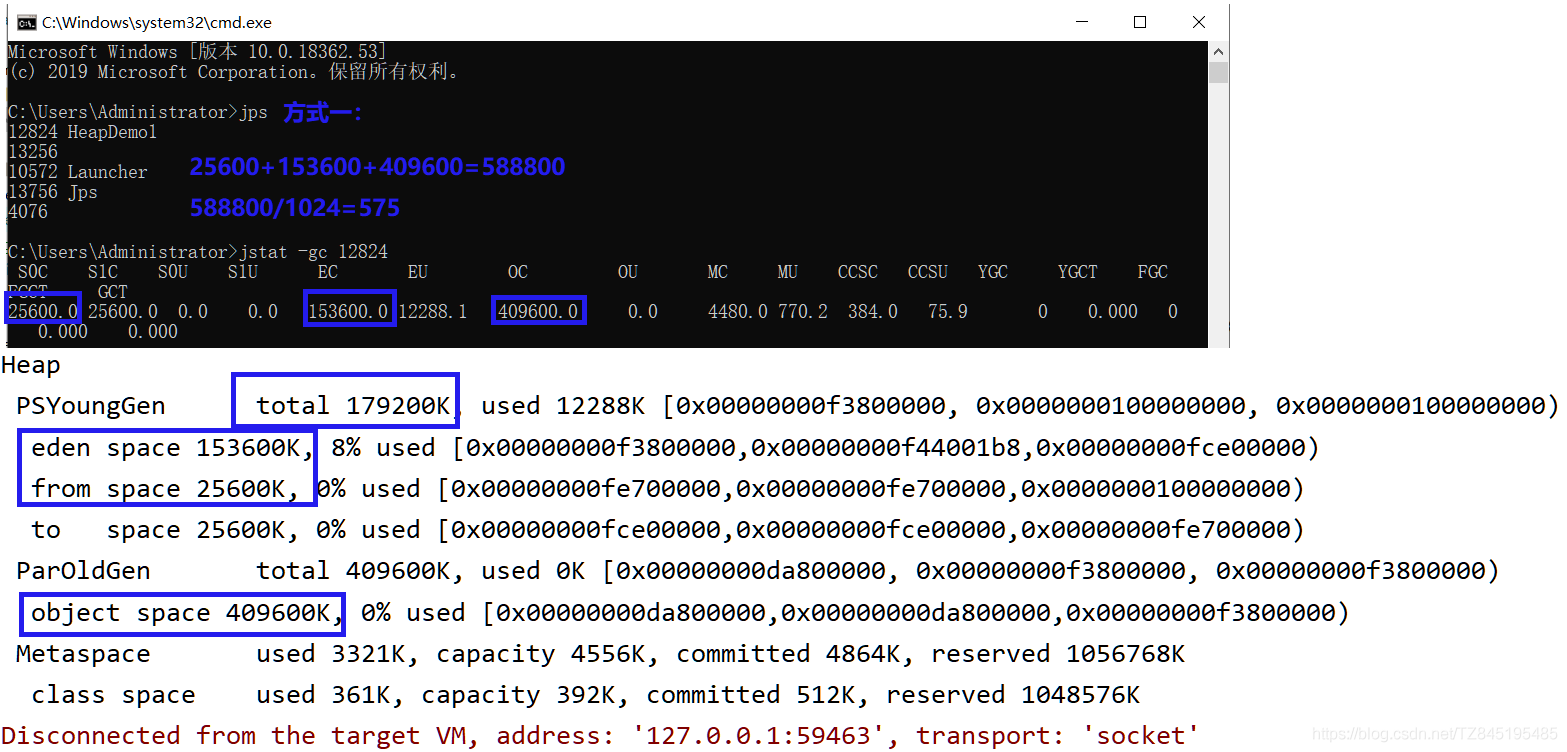 C:\Windows\system32\cmd.exe
Microsoft Windows [版本 10.0.18362.53]
(c) 2019 Microsoft Corporation。保留所有权利。
C:\Users\Administrator>jps 方式一：
12824 HeapDemo1
13256
25600+153600+409600=588800
10572 Launcher
13756 Jps
588800/1024=575
4076
C:\Users\Administrator>jstat -gc 12824
S0C S1C S0U S1U EC EU OC OU MC MU CCSC CCSU YGC YGCT FGC
FGCT GCT
25600.0 25600.0 0.0 0.0 153600.0 12288.1 409600.0 0.0 4480.0 770.2 384.0 75.9 0 0.000 0
0.000 0.000
Heap
PSYoungGen total 179200K, used 12288K [0x00000000f3800000, 0x0000000100000000, 0x0000000100000000)
eden space 153600K, 8% used [0x00000000f3800000,0x00000000f44001b8,0x00000000fce00000)
from space 25600K, 0% used [0x00000000fe700000,0x00000000fe700000,0x0000000100000000)
to space 25600K, 0% used [0x00000000fce00000,0x00000000fce00000,0x00000000fe700000)
ParOldGen total 409600K, used 0K [0x00000000da800000, 0x00000000f3800000, 0x00000000f3800000)
object space 409600K, 0% used [0x00000000da800000,0x00000000da800000,0x00000000f3800000)
Metaspace used 3321K, capacity 4556K, committed 4864K, reserved 1056768K
class space used 361K, capacity 392K, committed 512K, reserved 1048576K
Disconnected from the target VM, address: '127.0.0.1:59463', transport: 'socket'
https://blog.csdn.net/TZ845195485